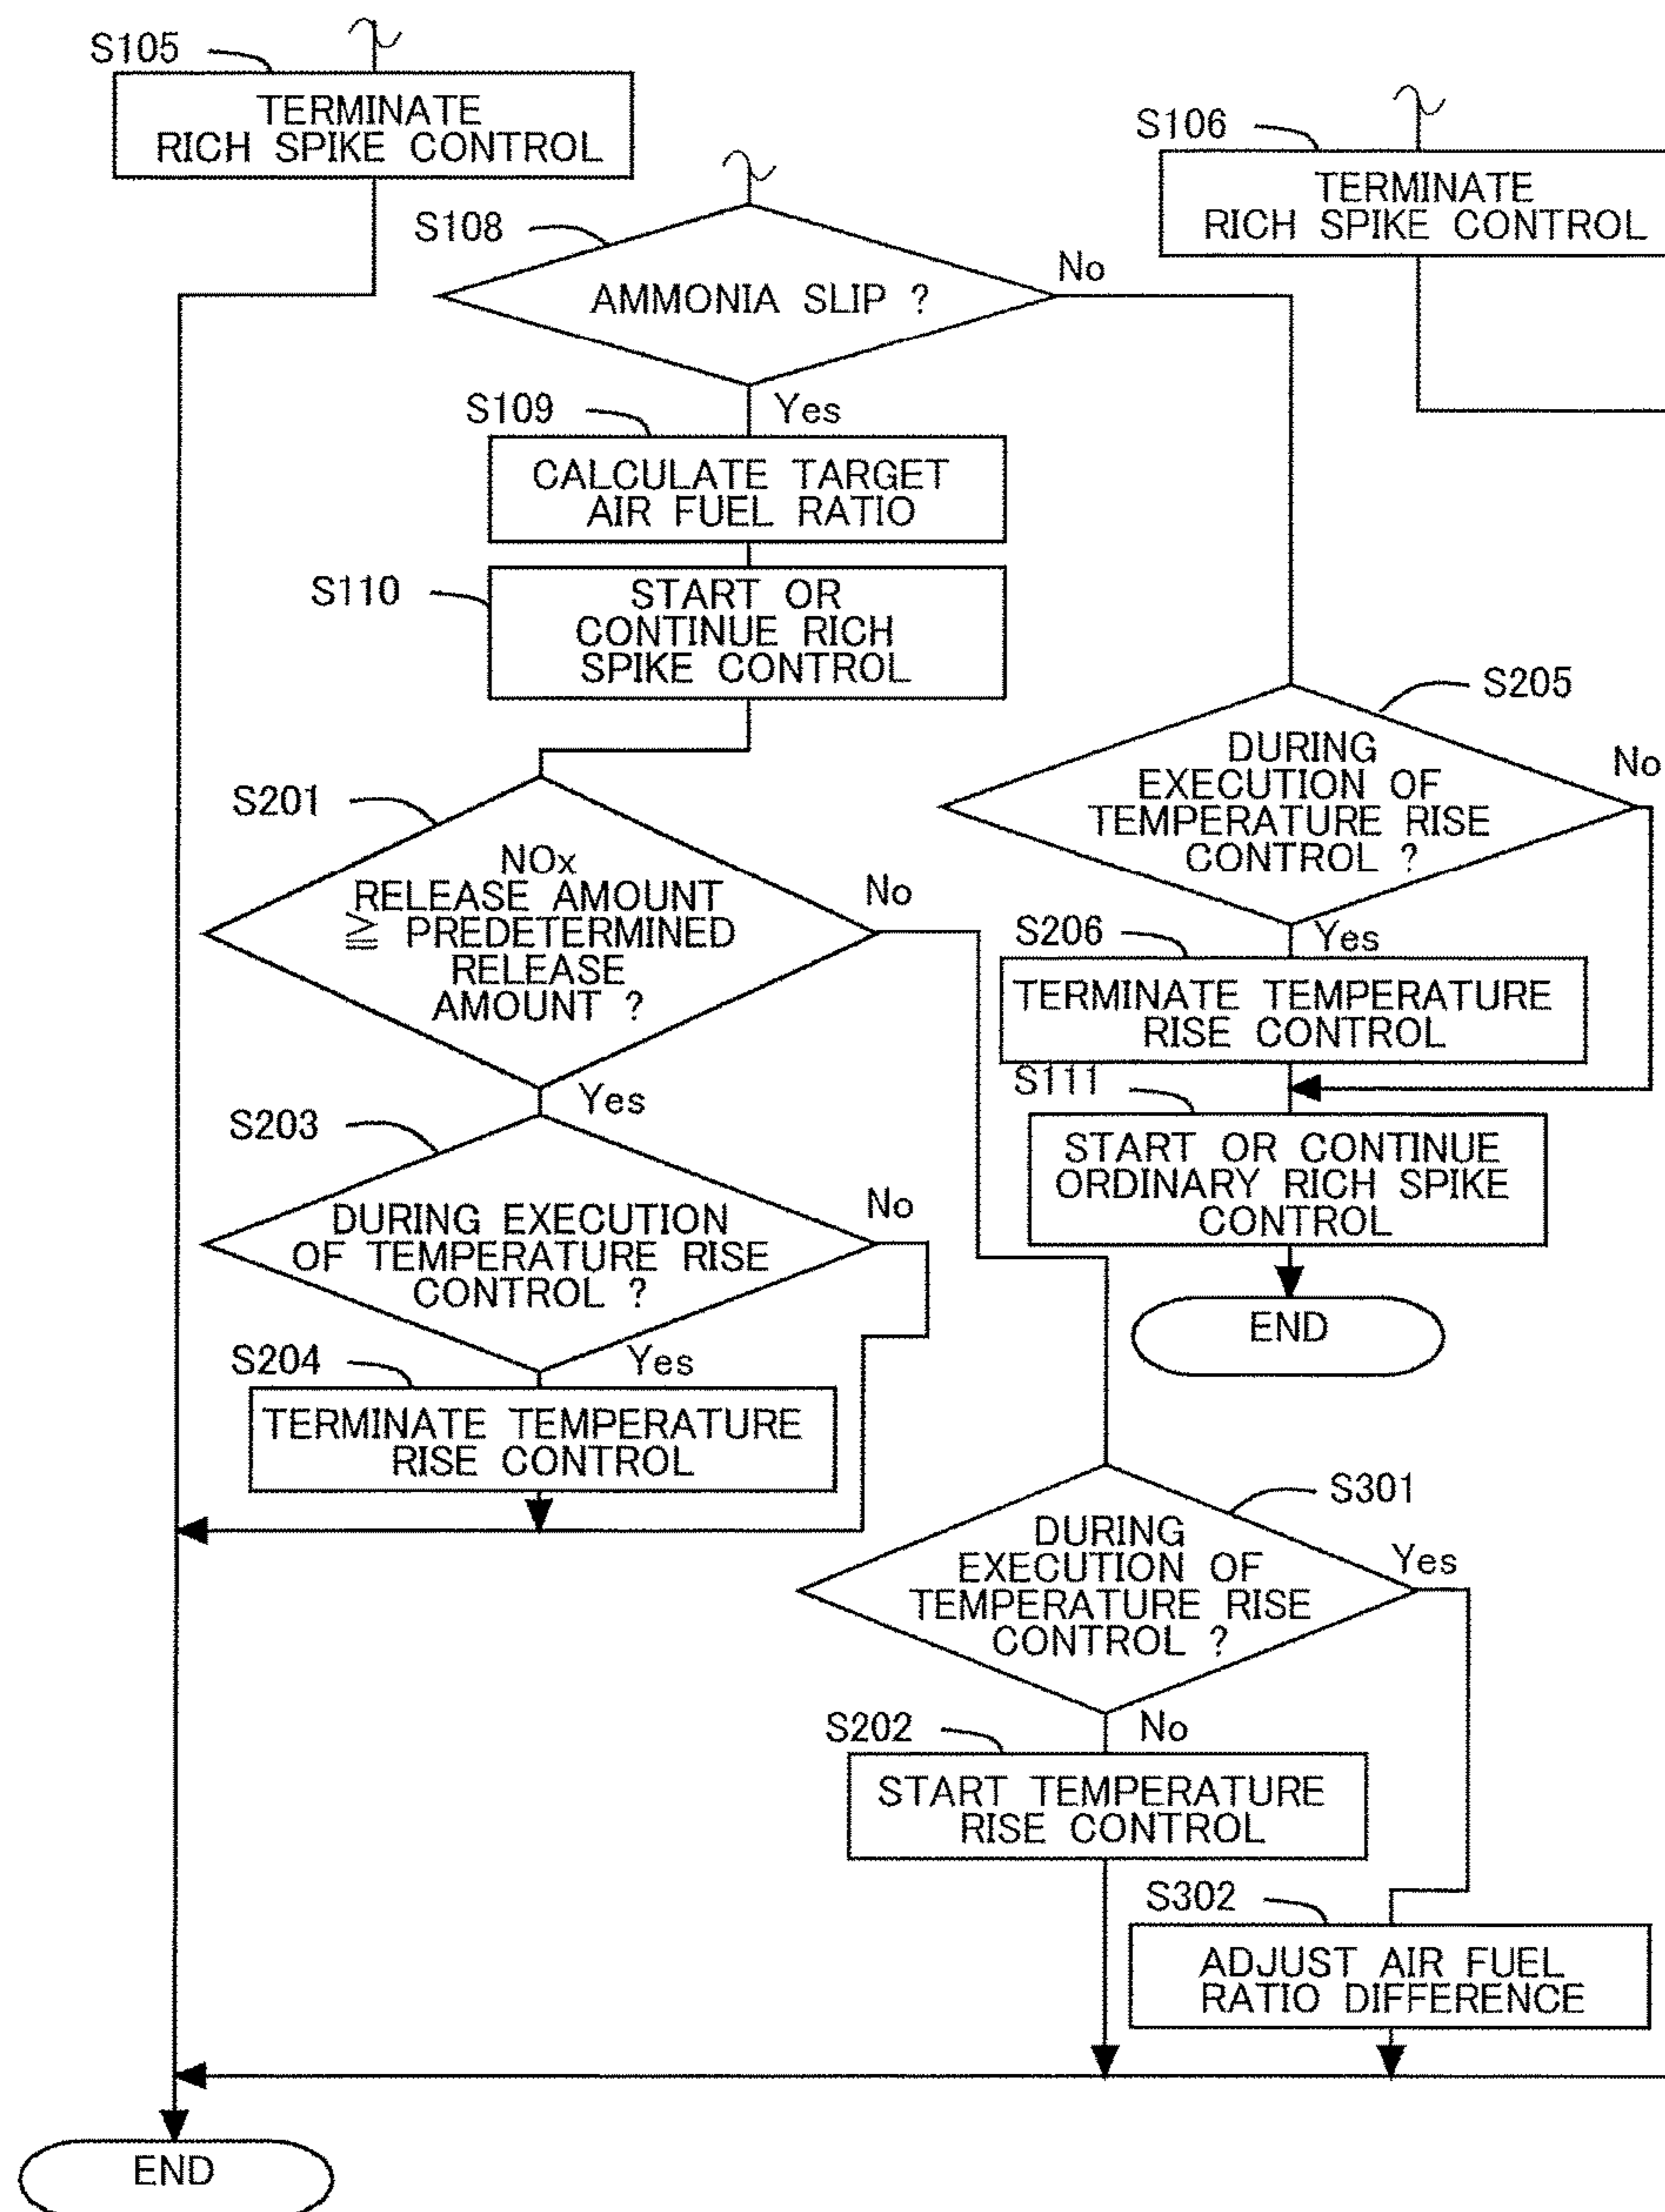 S105
TERMINATE
RICH SPIKE CONTROL
S106
TERMINATE
RICH SPIKE CONTROL
S108
AMMONIA SLIP ?
No
Yes
S109
CALCULATE TARGET
AIR FUEL RATIO
S110
START OR
CONTINUE RICH
SPIKE CONTROL
S205
DURING
EXECUTION OF
TEMPERATURE RISE
CONTROL ?
No
Yes
S201
NOx
RELEASE AMOUNT
≧ PREDETERMINED
RELEASE
AMOUNT ?
No
Yes
S206
TERMINATE TEMPERATURE
RISE CONTROL
S111
START OR CONTINUE
ORDINARY RICH SPIKE
CONTROL
END
S203
DURING EXECUTION
OF TEMPERATURE RISE
CONTROL ?
No
Yes
S204
TERMINATE TEMPERATURE
RISE CONTROL
S301
DURING
EXECUTION OF
TEMPERATURE RISE
CONTROL ?
Yes
No
S202
START TEMPERATURE
RISE CONTROL
S302
ADJUST AIR FUEL
RATIO DIFFERENCE
END